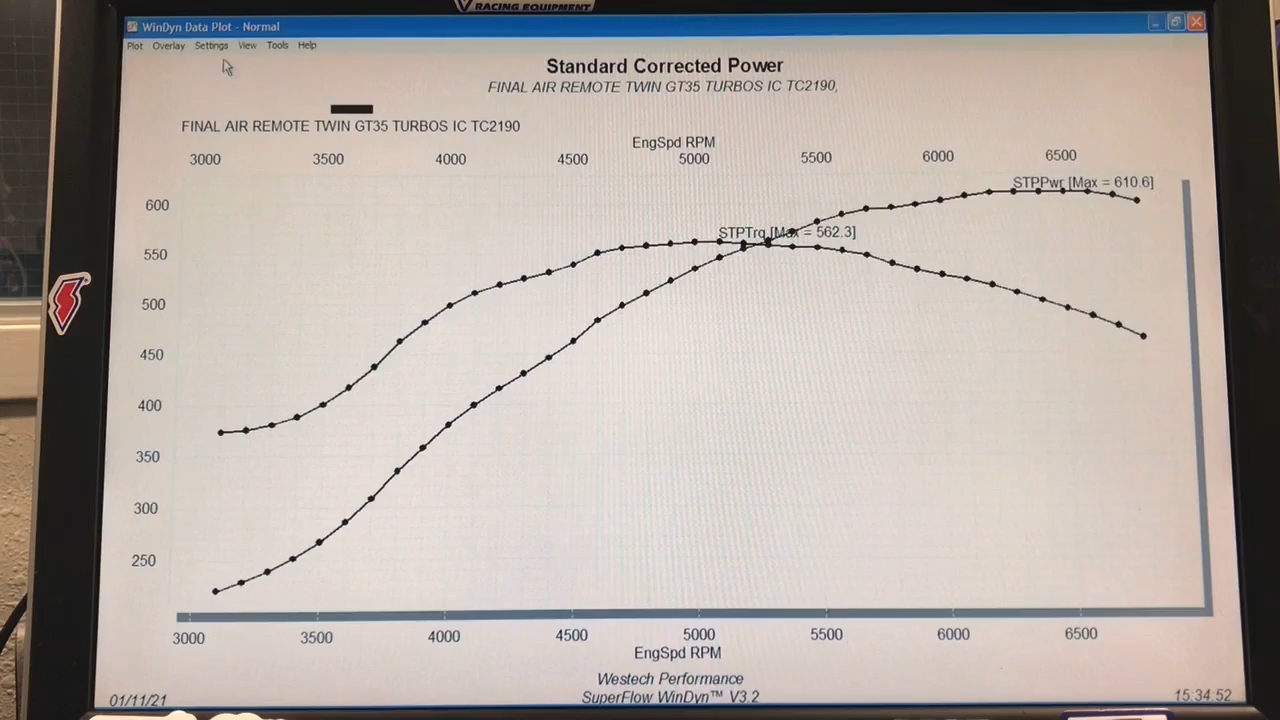 RACING EQUIPMENT
WinDyn Data Plot - Normal
Plot Overlay Settings View Tools Help
Standard Corrected Power
FINAL AIR REMOTE TWIN GT35 TURBOS IC TC2190,
FINAL AIR REMOTE TWIN GT35 TURBOS IC TC2190
EngSpd RPM
3000 3500 4000 4500 5000 5500 6000 6500
STPPwr [Max = 610.6]
STPTrq [Max = 562.3]
600
550
500
450
400
350
300
250
3000 3500 4000 4500 5000 5500 6000 6500
EngSpd RPM
Westech Performance
SuperFlow WinDyn™ V3.2
01/11/21
15:34:52